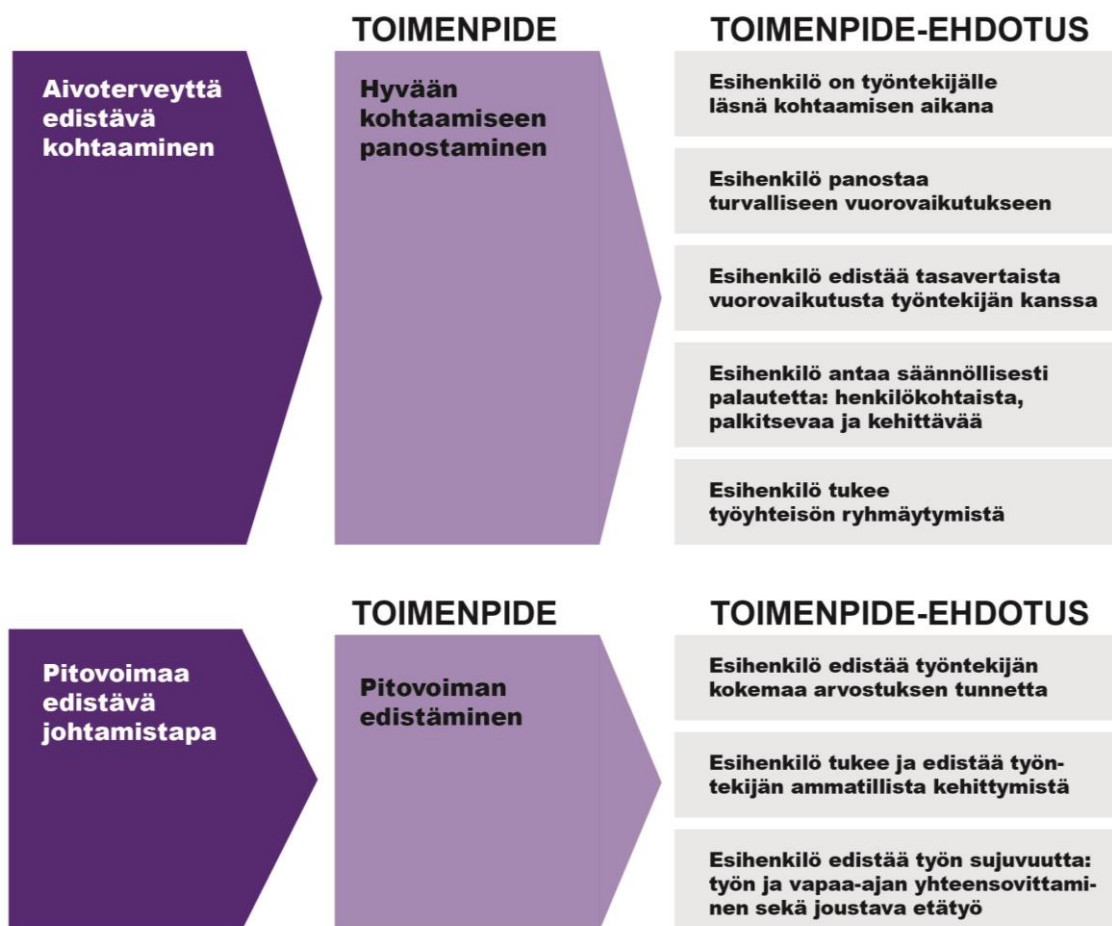 TOIMENPIDE
TOIMENPIDE-EHDOTUS
Aivoterveyttä
edistävä
kohtaaminen
Hyvään
kohtaamiseen
panostaminen
Esihenkilö on työntekijälle
läsnä kohtaamisen aikana
Esihenkilö panostaa
turvalliseen vuorovaikutukseen
Esihenkilö edistää tasavertaista
vuorovaikutusta työntekijän kanssa
Esihenkilö antaa säännöllisesti
palautetta: henkilökohtaista,
palkitsevaa ja kehittävää
Esihenkilö tukee
työyhteisön ryhmäytymistä
TOIMENPIDE
TOIMENPIDE-EHDOTUS
Pitovoimaa
edistävä
johtamistapa
Pitovoiman
edistäminen
Esihenkilö edistää työntekijän
kokemaa arvostuksen tunnetta
Esihenkilö tukee ja edistää työn-
tekijän ammatillista kehittymistä
Esihenkilö edistää työn sujuvuutta:
työn ja vapaa-ajan yhteensovittami-
nen sekä joustava etätyö